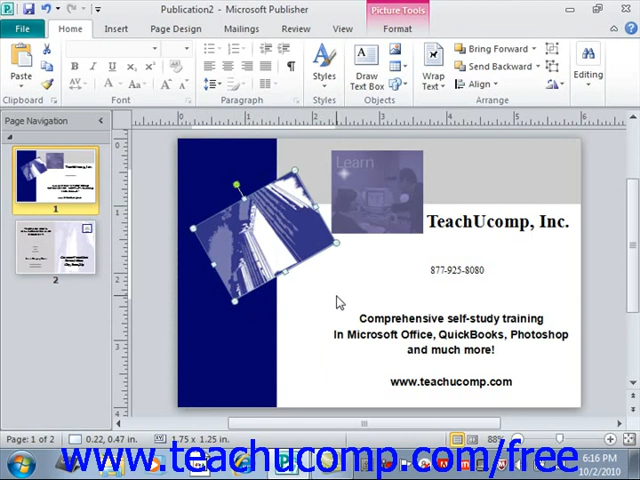 Publication2 - Microsoft Publisher
Picture Tools
File
Home
Insert
Page Design
Mailings
Review
View
Format
Paste
Styles
Draw
Text Box
Wrap
Text
Bring Forward
Send Backward
Align
Editing
Clipboard
Font
Paragraph
Styles
Objects
Arrange
Page Navigation
1
2
Learn
TeachUcomp, Inc.
877-925-8080
Comprehensive self-study training
In Microsoft Office, QuickBooks, Photoshop
and much more!
www.teachucomp.com
Page: 1 of 2
0.22, 0.47 in.
1.75 x 1.25 in.
88%
www.teachucomp.com/free
6:16 PM
10/2/2010